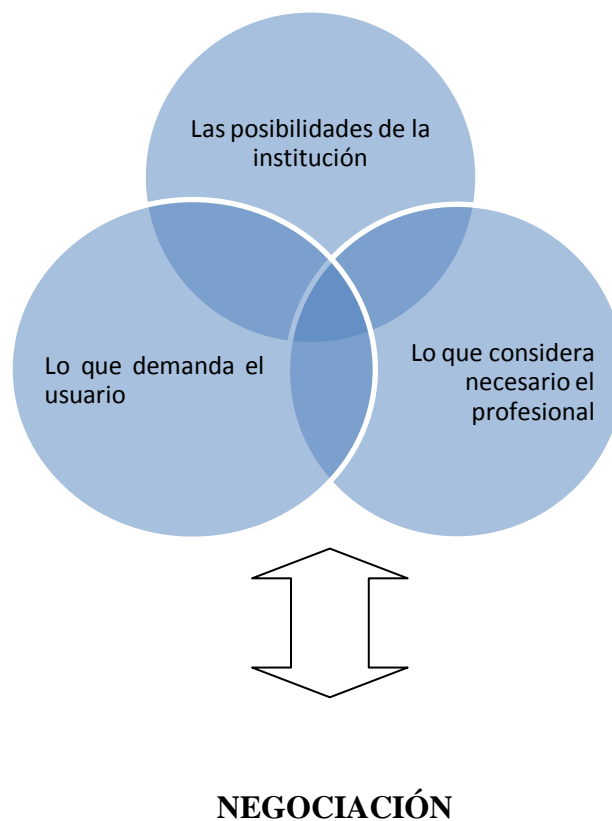 Las posibilidades de la
institución
Lo que demanda el
usuario
Lo que considera
necesario el
profesional
NEGOCIACIÓN